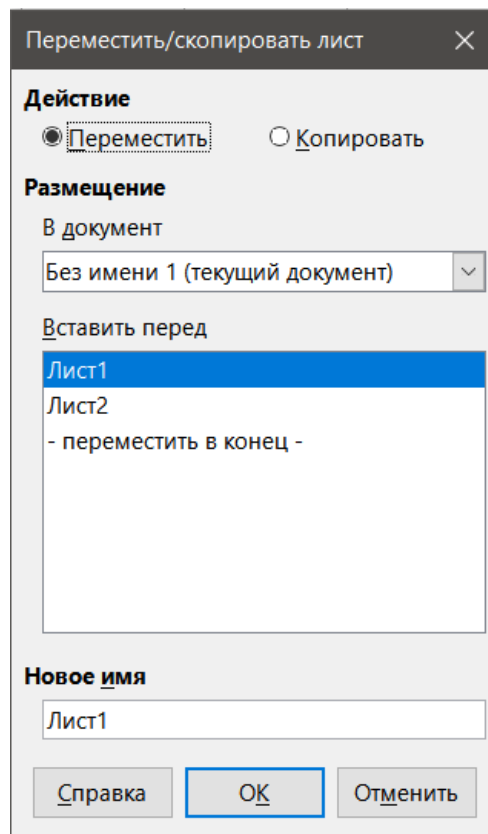 Переместить/скопировать лист
Действие
Переместить Копировать
Размещение
В документ
Без имени 1 (текущий документ)
Вставить перед
Лист1
Лист2
- переместить в конец -
Новое имя
Лист1
Справка ОК Отменить